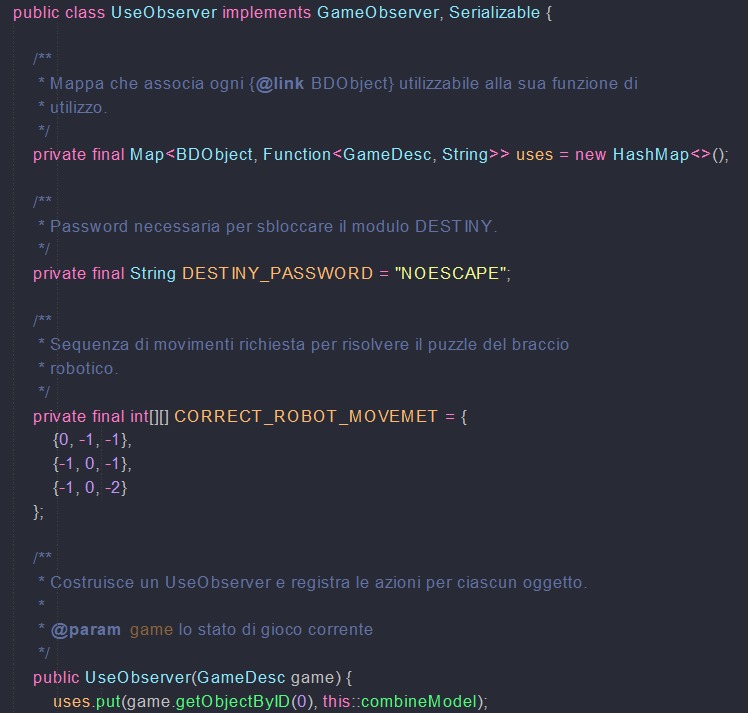 public class UseObserver implements GameObserver, Serializable {
/**
* Mappa che associa ogni {@link BDObject} utilizzabile alla sua funzione di
* utilizzo.
*/
private final Map<BDObject, Function<GameDesc, String>> uses = new HashMap<>();
/**
* Password necessaria per sbloccare il modulo DESTINY.
*/
private final String DESTINY_PASSWORD = "NOESCAPE";
/**
* Sequenza di movimenti richiesta per risolvere il puzzle del braccio
* robotico.
*/
private final int[][] CORRECT_ROBOT_MOVEMET = {
{0, -1, -1},
{-1, 0, -1},
{-1, 0, -2}
};
/**
* Costruisce un UseObserver e registra le azioni per ciascun oggetto.
*
* @param game lo stato di gioco corrente
*/
public UseObserver(GameDesc game) {
uses.put(game.getObjectByID(0), this::combineModel);